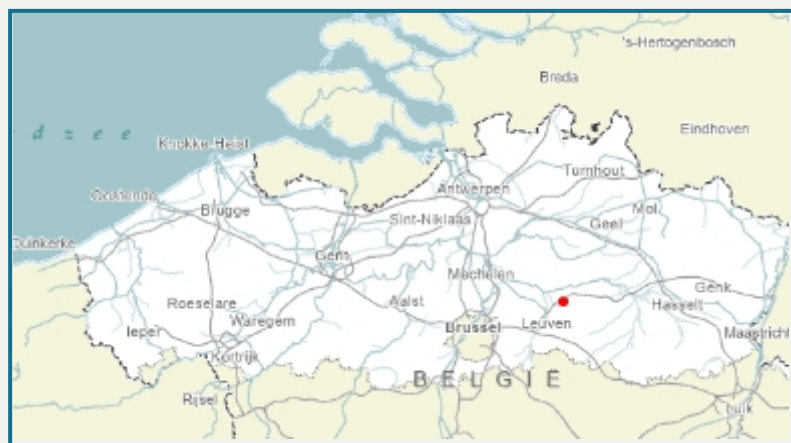 's-Hertogenbosch
Breda
Eindhoven
d z e e
Knokke-Heist
Turnhout
Antwerpen
Oostende
Mol
Brugge
Sint-Niklaas
Geel
Duinkerke
Gent
Mechelen
Genk
Roeselare
Aalst
Hasselt
Waregem
Ieper
Brussel
Leuven
Maastricht
Kortrijk
BELGIË
Rijsel
Luik